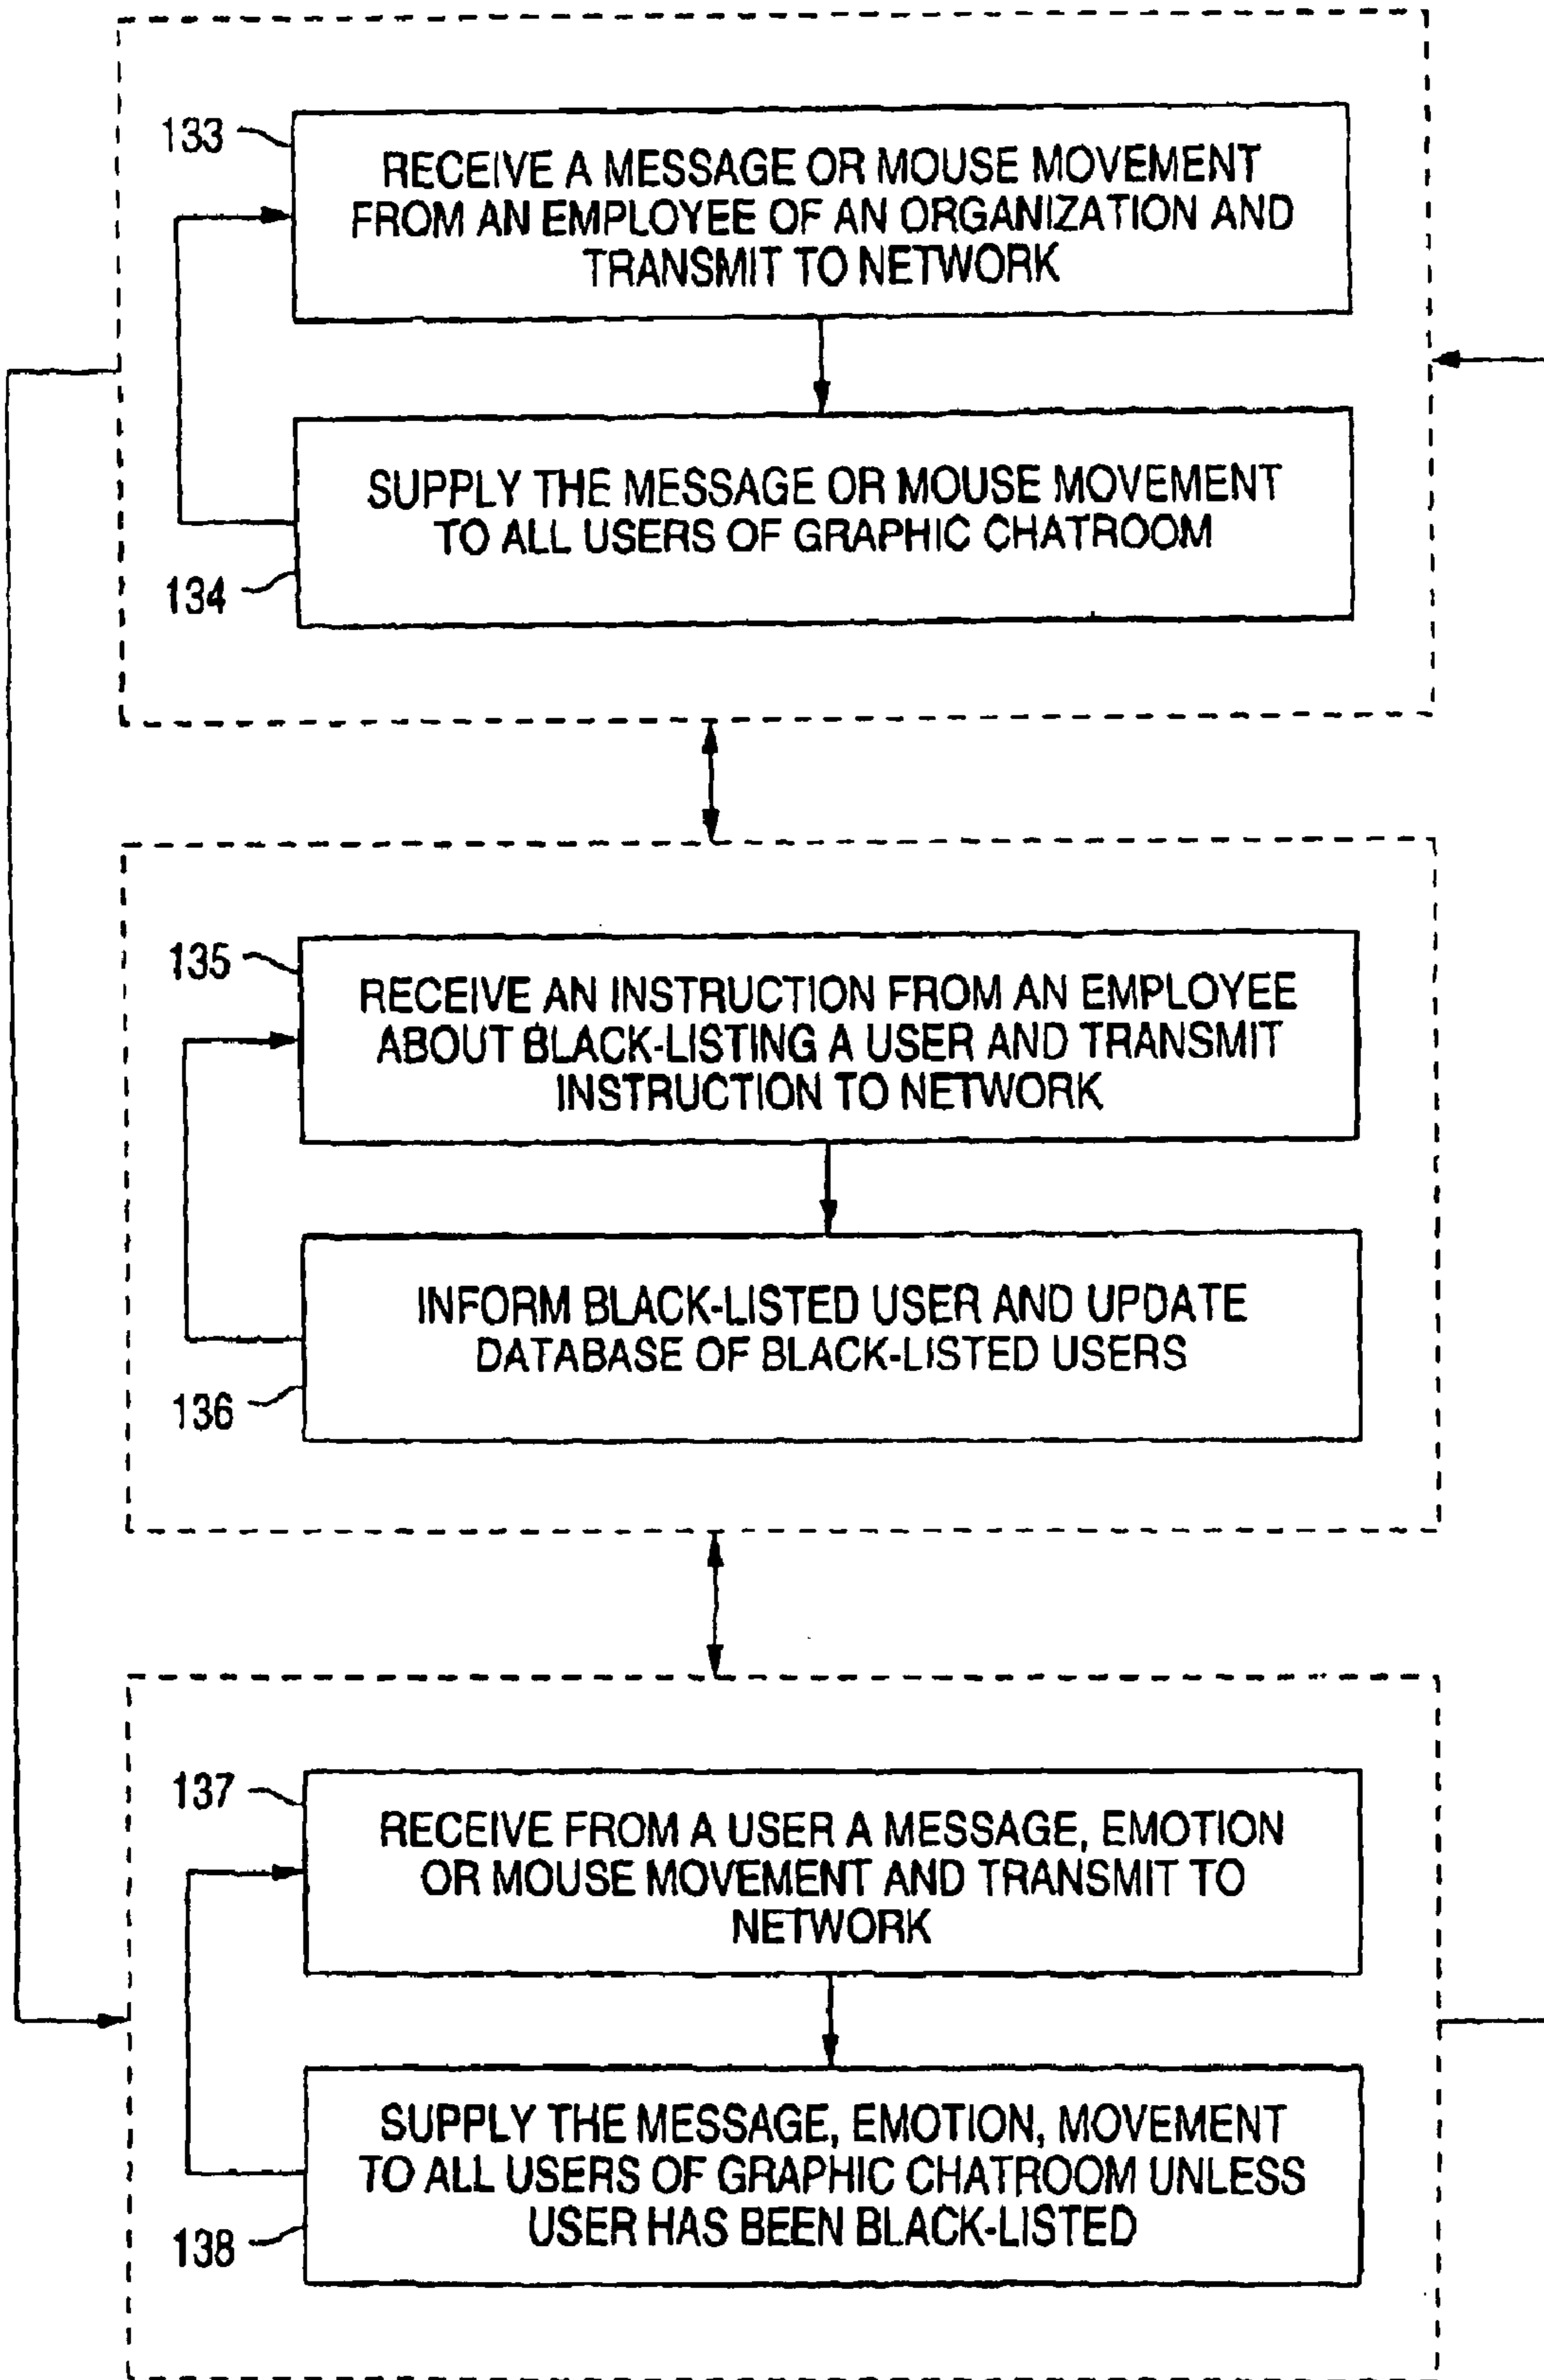 133
RECEIVE A MESSAGE OR MOUSE MOVEMENT
FROM AN EMPLOYEE OF AN ORGANIZATION AND
TRANSMIT TO NETWORK
SUPPLY THE MESSAGE OR MOUSE MOVEMENT
TO ALL USERS OF GRAPHIC CHATROOM
134
135
RECEIVE AN INSTRUCTION FROM AN EMPLOYEE
ABOUT BLACK-LISTING A USER AND TRANSMIT
INSTRUCTION TO NETWORK
INFORM BLACK-LISTED USER AND UPDATE
DATABASE OF BLACK-LISTED USERS
136
137
RECEIVE FROM A USER A MESSAGE, EMOTION
OR MOUSE MOVEMENT AND TRANSMIT TO
NETWORK
SUPPLY THE MESSAGE, EMOTION, MOVEMENT
TO ALL USERS OF GRAPHIC CHATROOM UNLESS
USER HAS BEEN BLACK-LISTED
138